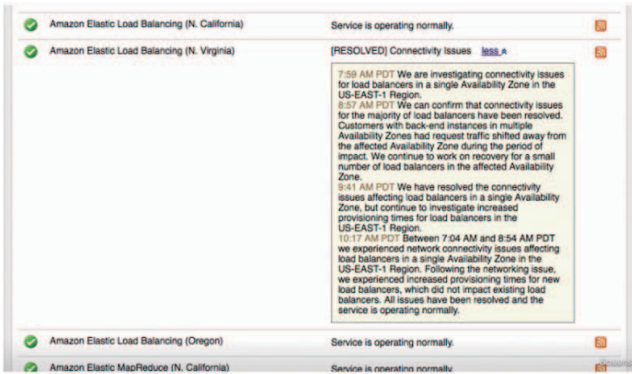 Amazon Elastic Load Balancing (N. California) Service is operating normally.
Amazon Elastic Load Balancing (N. Virginia) [RESOLVED] Connectivity Issues less
7:59 AM PDT We are investigating connectivity issues
for load balancers in a single Availability Zone in the
US-EAST-1 Region.
8:57 AM PDT We can confirm that connectivity issues
for the majority of load balancers have been resolved.
Customers with back-end instances in multiple
Availability Zones had request traffic shifted away from
the affected Availability Zone during the period of
impact. We continue to work on recovery for a small
number of load balancers in the affected Availability
Zone.
9:41 AM PDT We have resolved the connectivity
issues affecting load balancers in a single Availability
Zone, but continue to investigate increased
provisioning times for load balancers in the
US-EAST-1 Region.
10:17 AM PDT Between 7:04 AM and 8:54 AM PDT
we experienced network connectivity issues affecting
load balancers in a single Availability Zone in the
US-EAST-1 Region. Following the networking issue,
we experienced increased provisioning times for new
load balancers, which did not impact existing load
balancers. All issues have been resolved and the
service is operating normally.
Amazon Elastic Load Balancing (Oregon) Service is operating normally.
Amazon Elastic MapReduce (N. California) Service is operating normally.